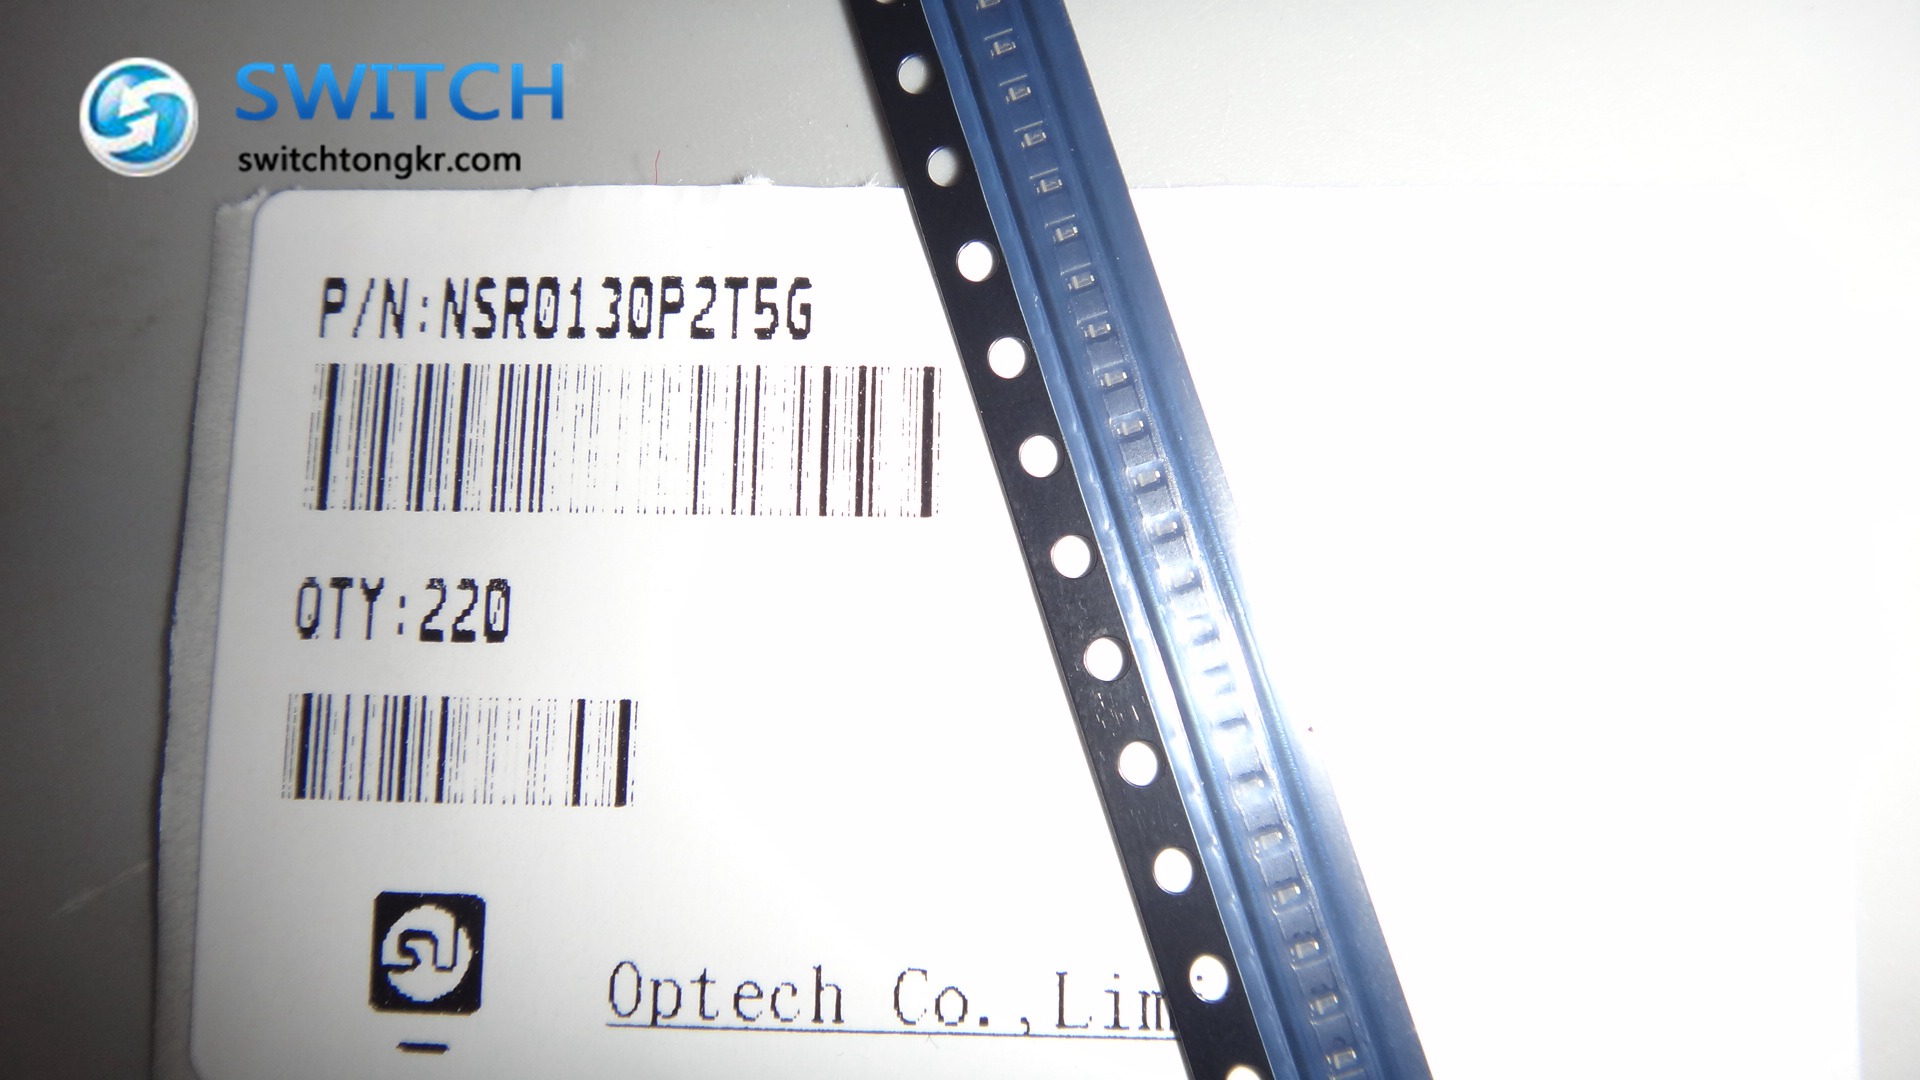 SWITCH
switchtongkr.com
P/N:NSR0130P2T5G
QTY:220
Optech Co.,Lim